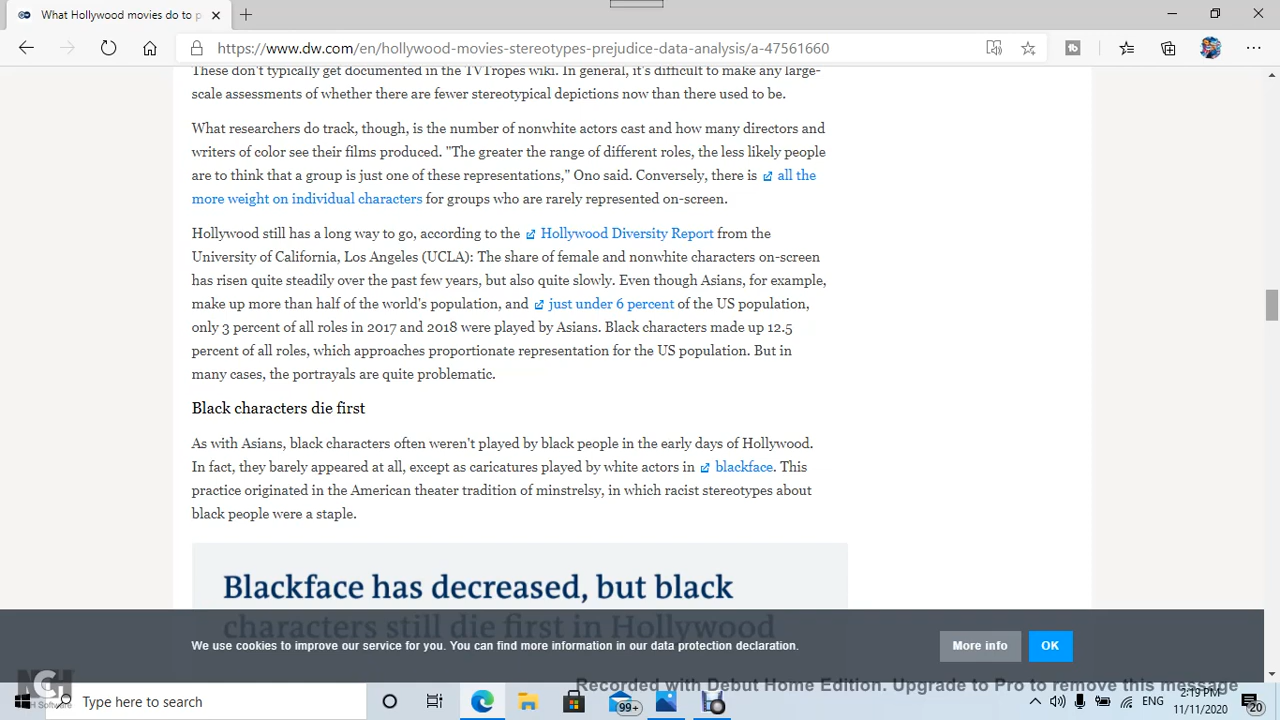 What Hollywood movies do to p
https://www.dw.com/en/hollywood-movies-stereotypes-prejudice-data-analysis/a-47561660
These don't typically get documented in the TVTropes wiki. In general, it's difficult to make any large-
scale assessments of whether there are fewer stereotypical depictions now than there used to be.
What researchers do track, though, is the number of nonwhite actors cast and how many directors and
writers of color see their films produced. "The greater the range of different roles, the less likely people
are to think that a group is just one of these representations," Ono said. Conversely, there is all the
more weight on individual characters for groups who are rarely represented on-screen.
Hollywood still has a long way to go, according to the Hollywood Diversity Report from the
University of California, Los Angeles (UCLA): The share of female and nonwhite characters on-screen
has risen quite steadily over the past few years, but also quite slowly. Even though Asians, for example,
make up more than half of the world's population, and just under 6 percent of the US population,
only 3 percent of all roles in 2017 and 2018 were played by Asians. Black characters made up 12.5
percent of all roles, which approaches proportionate representation for the US population. But in
many cases, the portrayals are quite problematic.
Black characters die first
As with Asians, black characters often weren't played by black people in the early days of Hollywood.
In fact, they barely appeared at all, except as caricatures played by white actors in blackface. This
practice originated in the American theater tradition of minstrelsy, in which racist stereotypes about
black people were a staple.
Blackface has decreased, but black
characters still die first in Hollywood
We use cookies to improve our service for you. You can find more information in our data protection declaration.
More info
OK
Recorded with Debut Home Edition. Upgrade to Pro to remove this message
NCH Software
Type here to search
99+
ENG
2:19 PM
11/11/2020
20